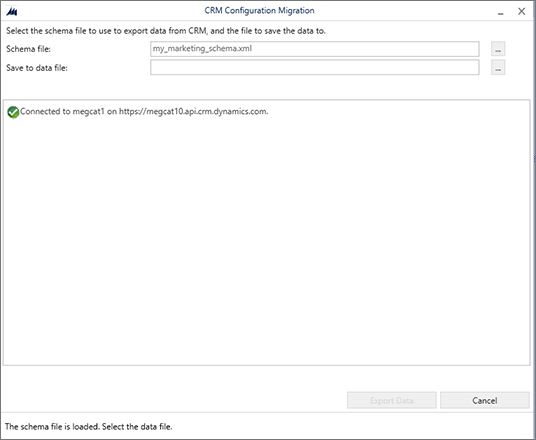 CRM Configuration Migration
Select the schema file to use to export data from CRM, and the file to save the data to.
Schema file: my_marketing_schema.xml ...
Save to data file: ...
Connected to megcat1 on https://megcat10.api.crm.dynamics.com.
Export Data Cancel
The schema file is loaded. Select the data file.